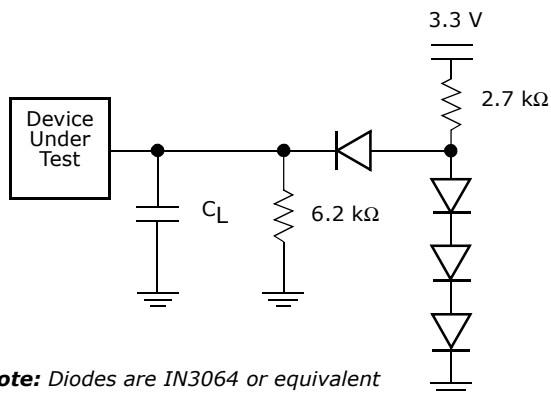 3.3 V
2.7 kΩ
Device
Under
Test
CL
6.2 kΩ
ote: Diodes are IN3064 or equivalent